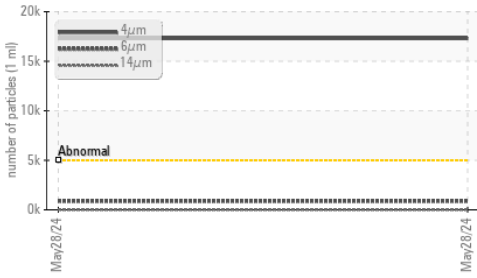 20k
15k
10k
5k
0k
number of particles (1 ml)
4µm
6µm
14µm
Abnormal
May28/24
May28/24